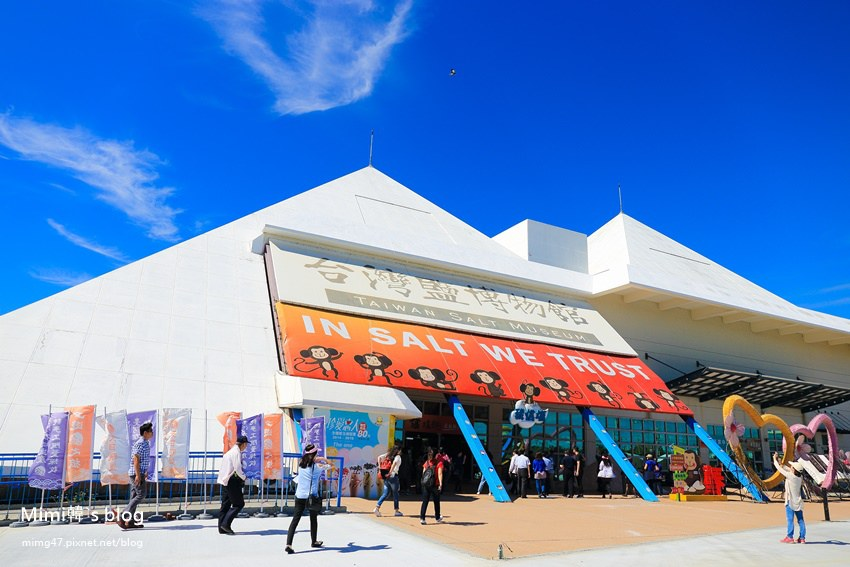 台灣鹽博物館
TAIWAN SALT MUSEUM
IN SALT WE TRUST
Mimi韓's blog
mimg47.pixnet.net/blog